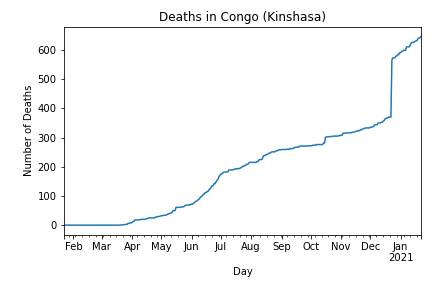 Deaths in Congo (Kinshasa)
Number of Deaths
600
500
400
300
200
100
0
Feb Mar Apr May Jun Jul Aug Sep Oct Nov Dec Jan
2021
Day